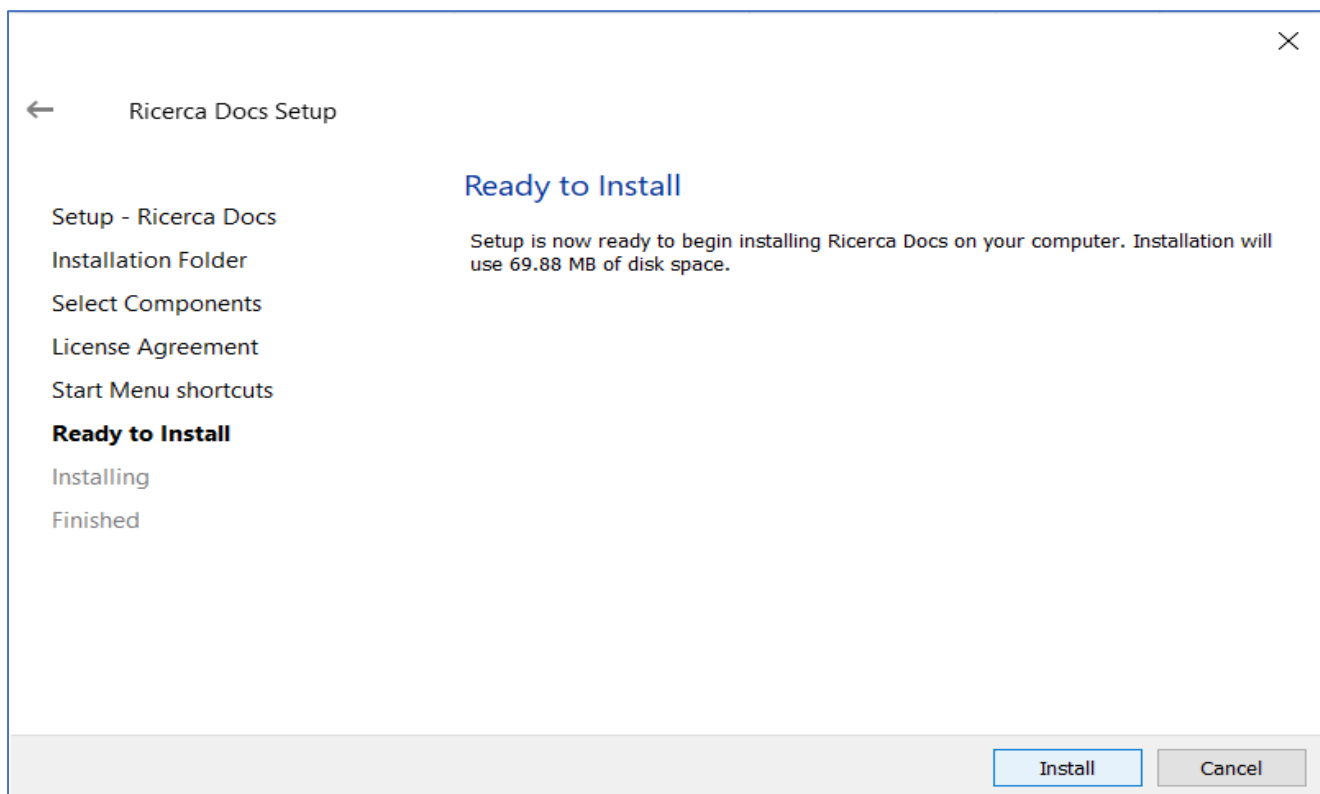 Ricerca Docs Setup
Setup - Ricerca Docs
Installation Folder
Select Components
License Agreement
Start Menu shortcuts
Ready to Install
Installing
Finished
Ready to Install
Setup is now ready to begin installing Ricerca Docs on your computer. Installation will
use 69.88 MB of disk space.
Install
Cancel